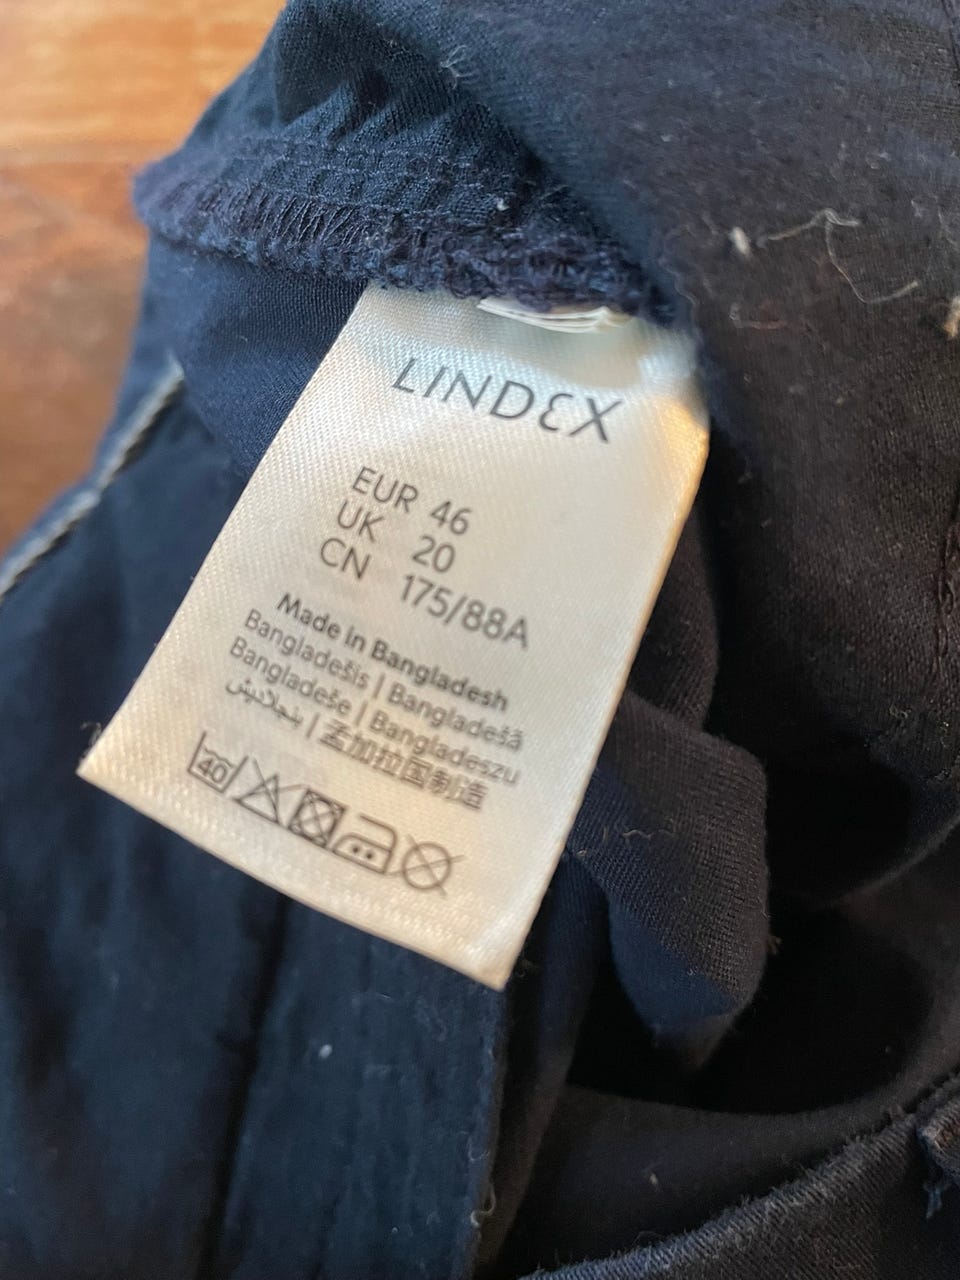 LINDEX
EUR 46
UK 20
CN 175/88A
Made in Bangladesh
Bangladešis | Bangladešā
Bangladeše | Bangladeszu
بنجلاديش | 孟加拉国制造
40